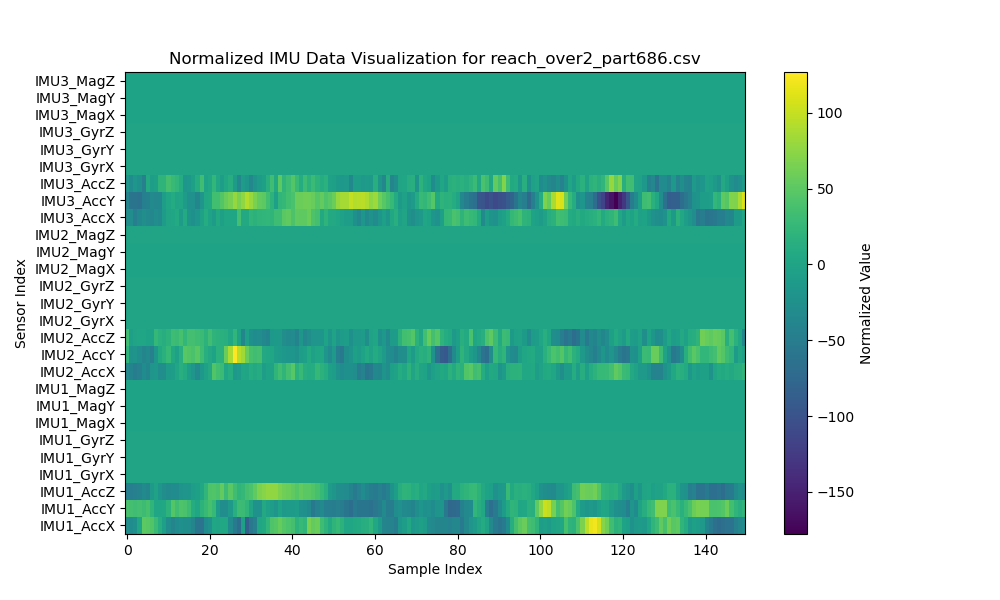 Normalized IMU Data Visualization for reach_over2_part686.csv
IMU3_MagZ
IMU3_MagY
IMU3_MagX
IMU3_GyrZ
IMU3_GyrY
IMU3_GyrX
IMU3_AccZ
IMU3_AccY
IMU3_AccX
IMU2_MagZ
IMU2_MagY
IMU2_MagX
IMU2_GyrZ
IMU2_GyrY
IMU2_GyrX
IMU2_AccZ
IMU2_AccY
IMU2_AccX
IMU1_MagZ
IMU1_MagY
IMU1_MagX
IMU1_GyrZ
IMU1_GyrY
IMU1_GyrX
IMU1_AccZ
IMU1_AccY
IMU1_AccX
Sensor Index
0 20 40 60 80 100 120 140
Sample Index
100
50
0
−50
−100
−150
Normalized Value